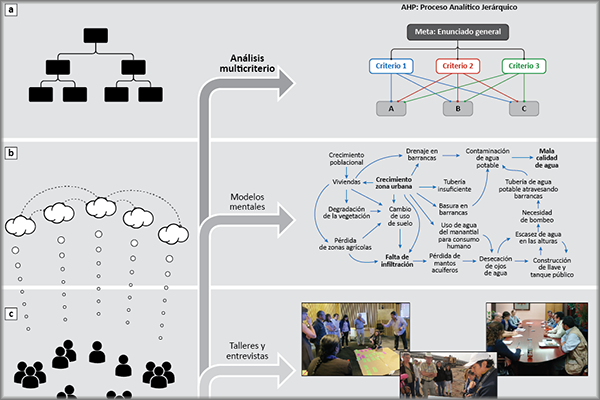 a
AHP: Proceso Analítico Jerárquico
Meta: Enunciado general
Análisis
multicriterio
Criterio 1
Criterio 2
Criterio 3
A
B
C
b
Modelos
mentales
Crecimiento
poblacional
Drenaje en
barrancas
Contaminación
de agua
potable
Mala
calidad
de agua
Viviendas
Crecimiento
zona urbana
Tubería
insuficiente
Tubería de agua
potable atravesando
barrancas
Degradación
de la vegetación
Cambio
de uso
de suelo
Basura en
barrancas
Necesidad
de bombeo
Uso de agua
del manantial
para consumo
humano
Escasez de agua
en las alturas
Pérdida
de zonas agrícolas
Falta de
infiltración
Pérdida de
mantos
acuíferos
Desecación
de ojos
de agua
Construcción
de llave y
tanque público
c
Talleres y
entrevistas